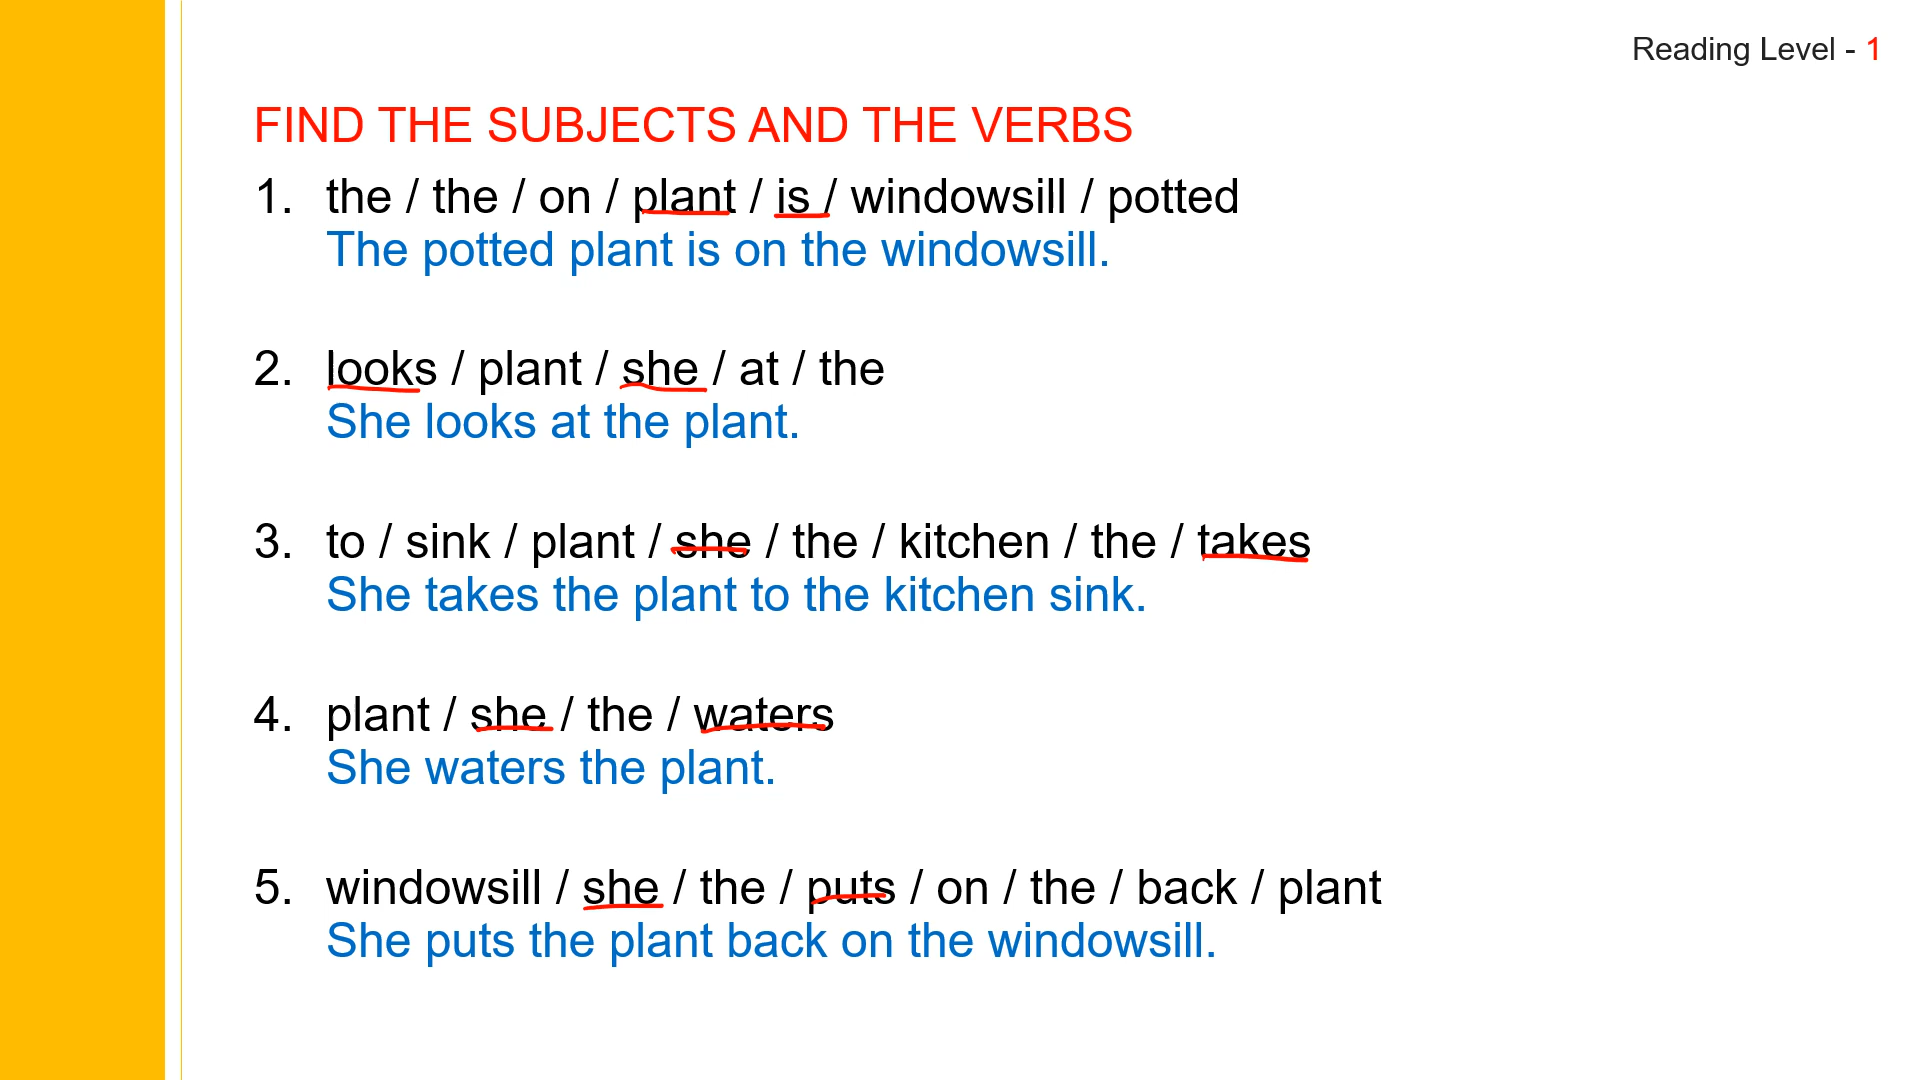 Reading Level - 1
FIND THE SUBJECTS AND THE VERBS
1. the / the / on / plant / is / windowsill / potted
The potted plant is on the windowsill.
2. looks / plant / she / at / the
She looks at the plant.
3. to / sink / plant / she / the / kitchen / the / takes
She takes the plant to the kitchen sink.
4. plant / she / the / waters
She waters the plant.
5. windowsill / she / the / puts / on / the / back / plant
She puts the plant back on the windowsill.